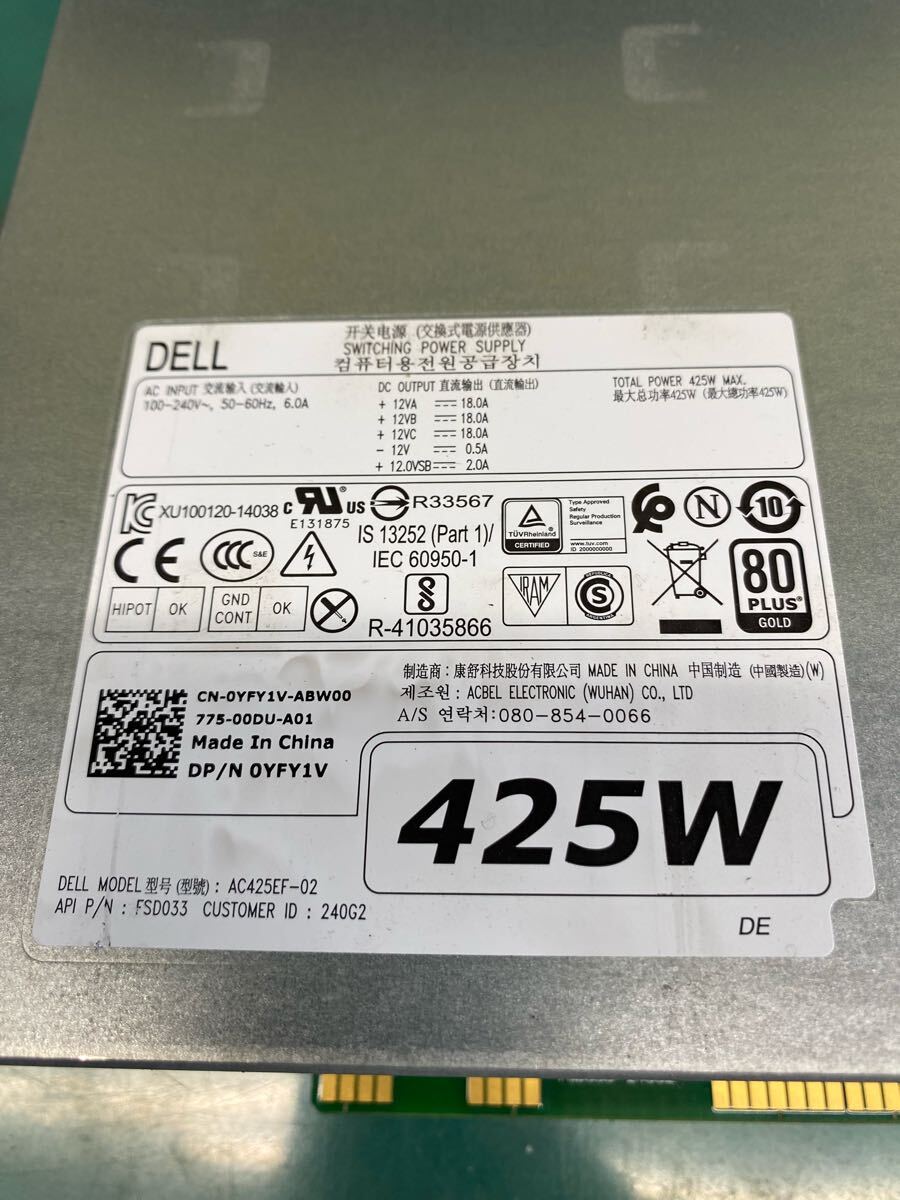 DELL
开关电源 (交換式電源供應器)
SWITCHING POWER SUPPLY
컴퓨터용전원공급장치
AC INPUT 交流输入 (交流輸入)
100-240V~, 50-60Hz, 6.0A
DC OUTPUT 直流输出 (直流輸出)
+ 12VA ⎓ 18.0A
+ 12VB ⎓ 18.0A
+ 12VC ⎓ 18.0A
- 12V ⎓ 0.5A
+ 12.0VSB ⎓ 2.0A
TOTAL POWER 425W MAX.
最大总功率425W (最大總功率425W)
KC XU100120-14038
c RU® US
E131875
R33567
IS 13252 (Part 1)/
IEC 60950-1
TÜVRheinland
CERTIFIED
Type Approved
Safety
Regular Production
Surveillance
www.tuv.com
ID 2000000000
N
10
CE
CCC S&E
HIPOT OK
GND CONT OK
R-41035866
IRAM
REPUBLICA
S
ARGENTINA
80
PLUS®
GOLD
制造商: 康舒科技股份有限公司 MADE IN CHINA 中国制造 (中國製造)(W)
제조원: ACBEL ELECTRONIC (WUHAN) CO., LTD
A/S 연락처:080-854-0066
CN-0YFY1V-ABW00
775-00DU-A01
Made In China
DP/N 0YFY1V
425W
DELL MODEL 型号 (型號): AC425EF-02
API P/N : FSD033 CUSTOMER ID : 240G2
DE